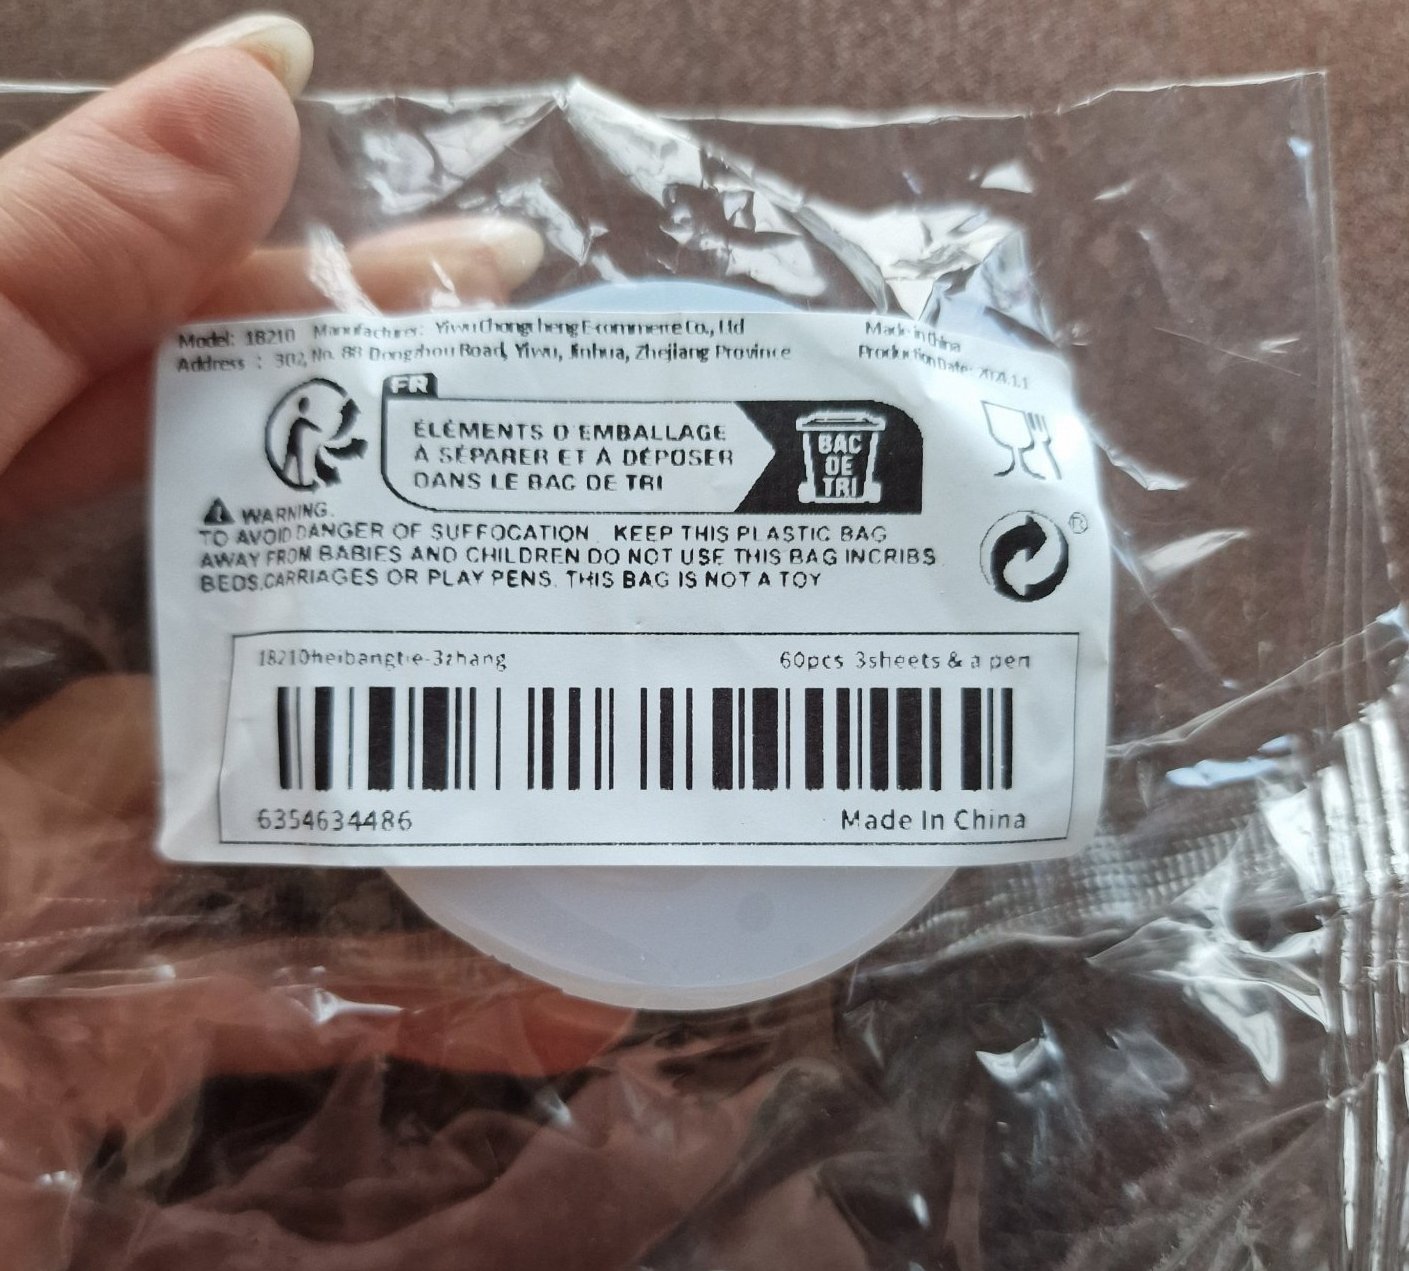 Model: 18210 Manufacturer: Yiwu Chongcheng E-commerce Co., Ltd
Address : 302, No. 88 Dongzhou Road, Yiwu, Jinhua, Zhejiang Province
Made in China
Production Date: 2024.1.1
FR
ÉLÉMENTS D EMBALLAGE
À SÉPARER ET À DÉPOSER
DANS LE BAC DE TRI
BAC
DE
TRI
WARNING.
TO AVOID DANGER OF SUFFOCATION KEEP THIS PLASTIC BAG
AWAY FROM BABIES AND CHILDREN DO NOT USE THIS BAG INCRIBS
BEDS.CARRIAGES OR PLAY PENS. THIS BAG IS NOT A TOY
®
18210heibangtie-3zhang
60pcs 3sheets & a pen
6354634486
Made In China